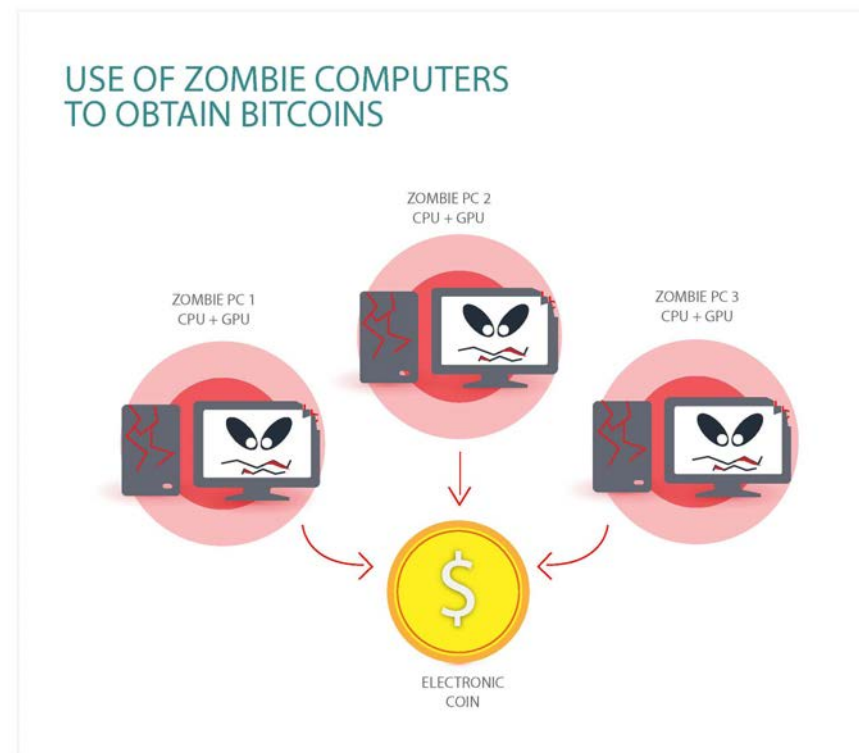 USE OF ZOMBIE COMPUTERS
TO OBTAIN BITCOINS
ZOMBIE PC 2
CPU + GPU
ZOMBIE PC 1
CPU + GPU
ZOMBIE PC 3
CPU + GPU
$
ELECTRONIC
COIN